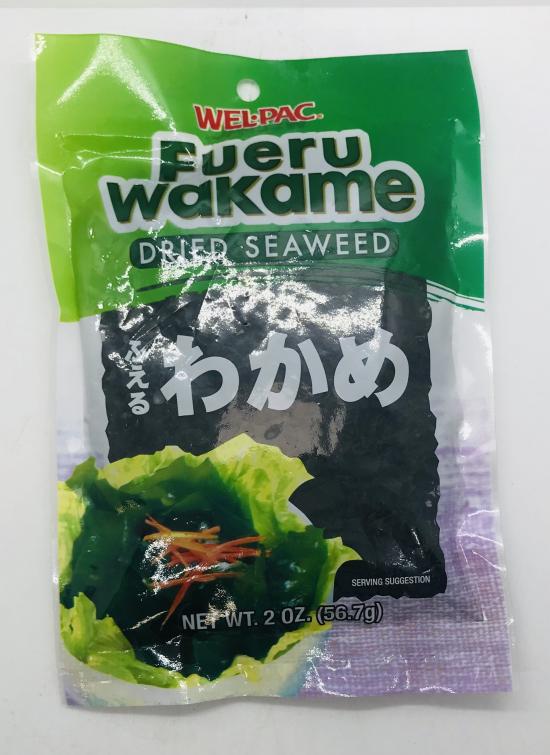 WEL·PAC®
Fueru
wakame
DRIED SEAWEED
ふえる
わかめ
SERVING SUGGESTION
NET WT. 2 OZ. (56.7g)